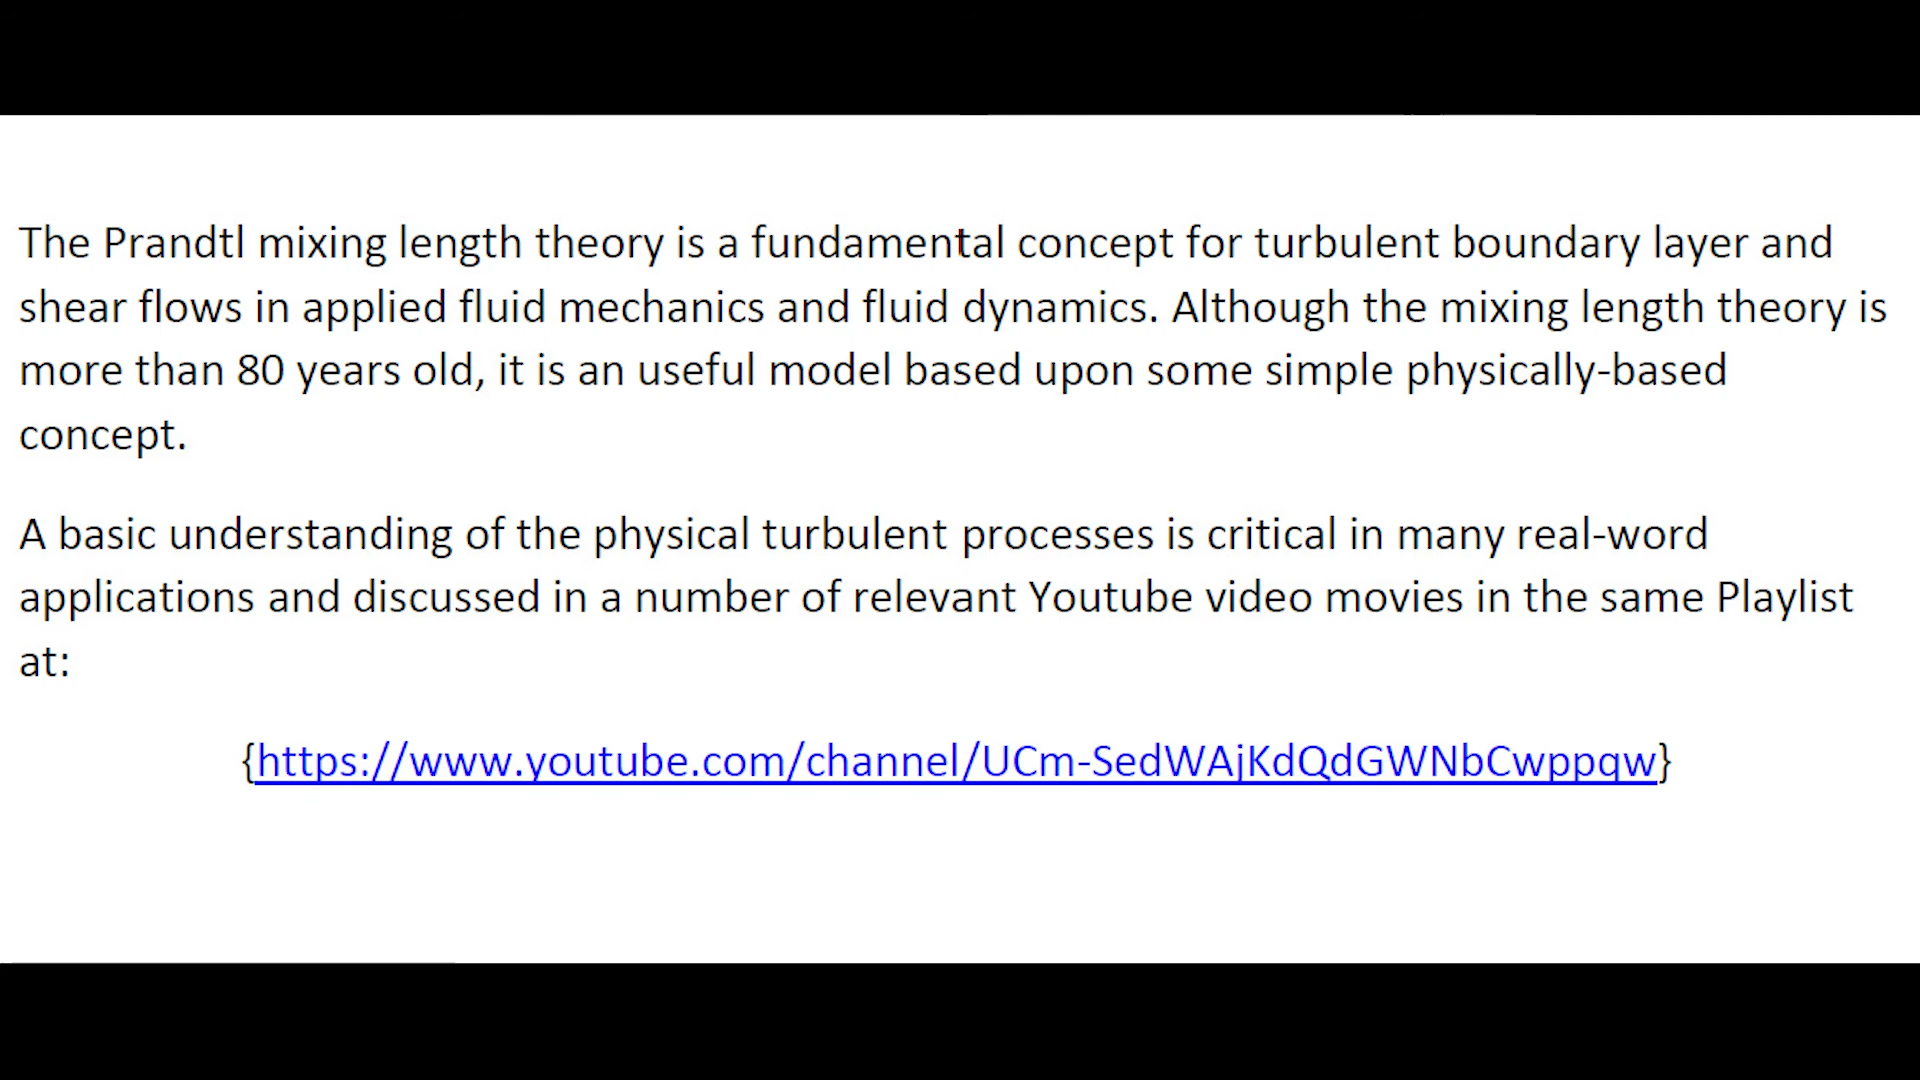 The Prandtl mixing length theory is a fundamental concept for turbulent boundary layer and
shear flows in applied fluid mechanics and fluid dynamics. Although the mixing length theory is
more than 80 years old, it is an useful model based upon some simple physically-based
concept.
A basic understanding of the physical turbulent processes is critical in many real-word
applications and discussed in a number of relevant Youtube video movies in the same Playlist
at:
{https://www.youtube.com/channel/UCm-SedWAjKdQdGWNbCwppqw}